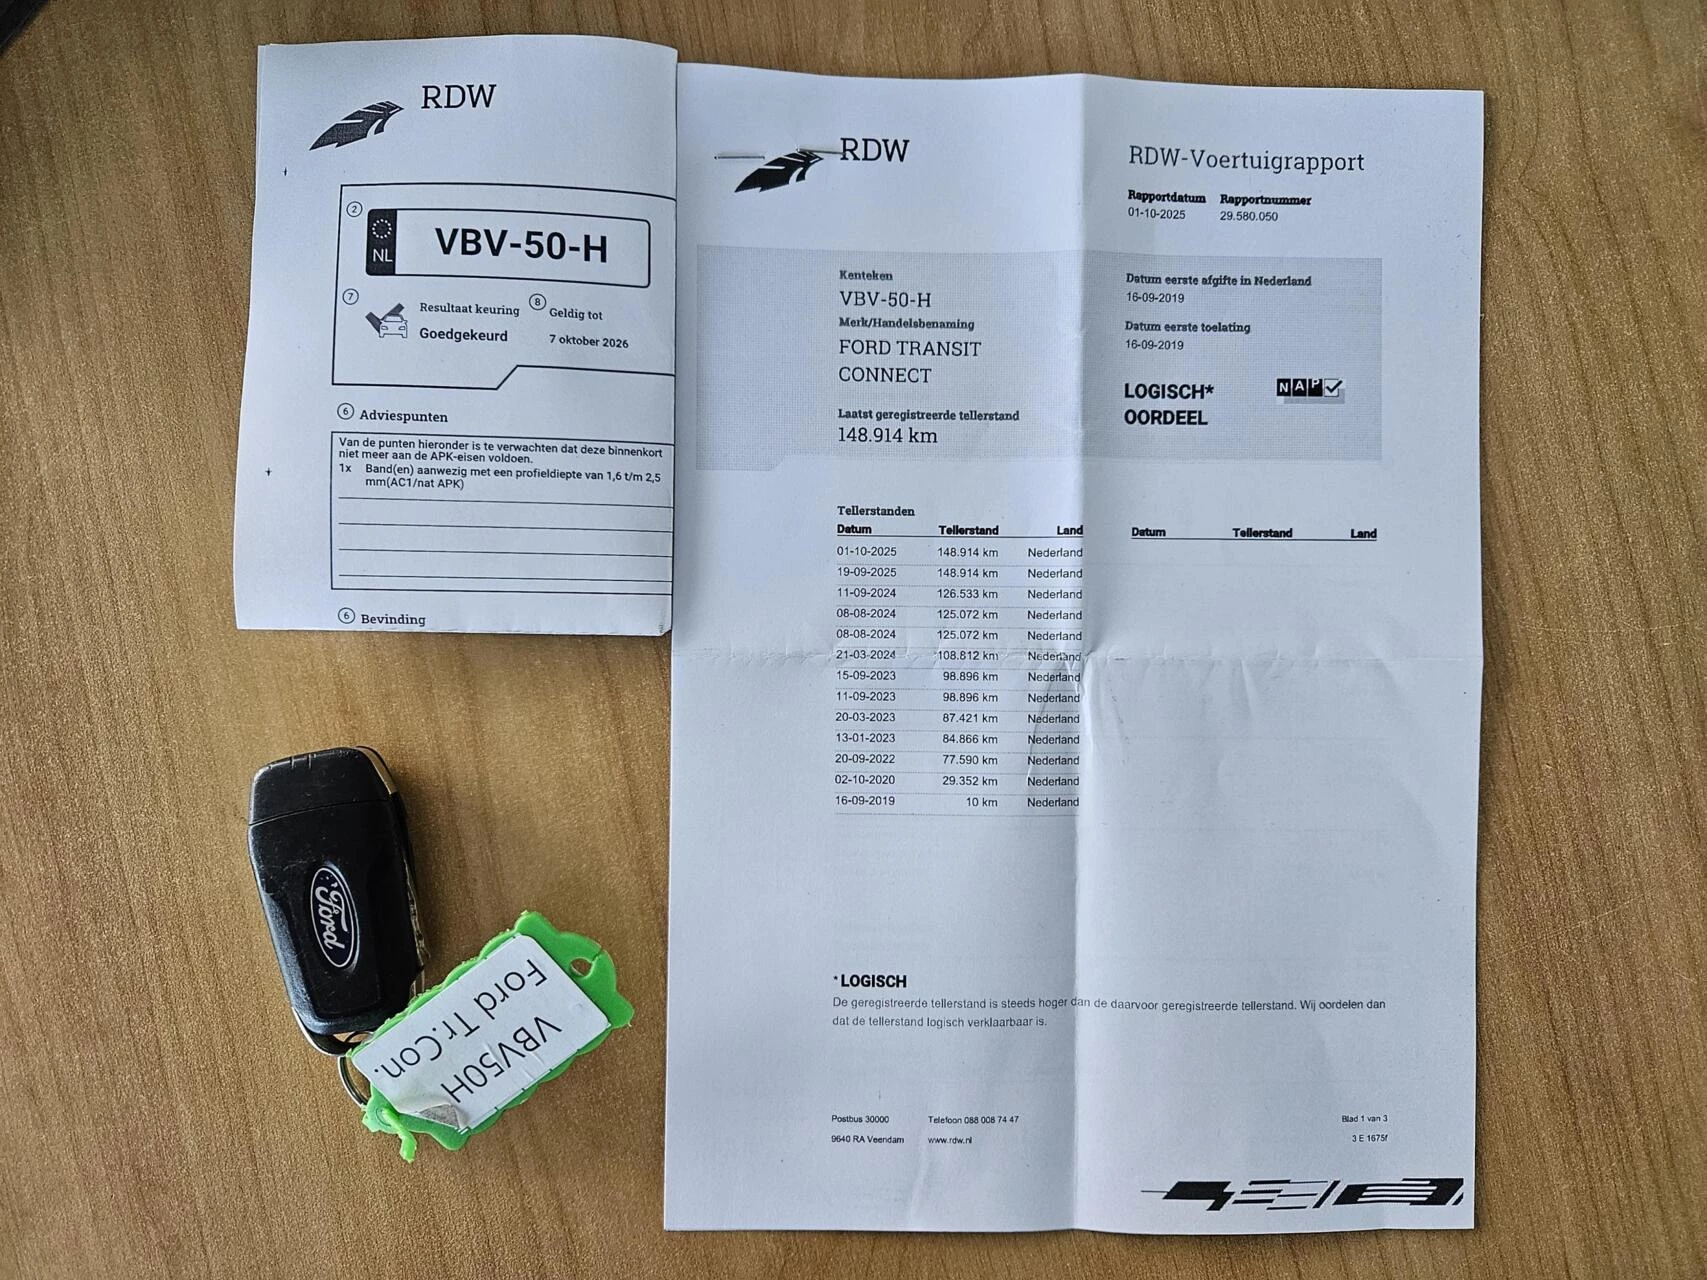 RDW
2
NL
VBV-50-H
7
Resultaat keuring
Goedgekeurd
8
Geldig tot
7 oktober 2026
6 Adviespunten
Van de punten hieronder is te verwachten dat deze binnenkort
niet meer aan de APK-eisen voldoen.
1x Band(en) aanwezig met een profieldiepte van 1,6 t/m 2,5
mm(AC1/nat APK)
6 Bevinding
RDW
RDW-Voertuigrapport
Rapportdatum Rapportnummer
01-10-2025 29.580.050
Kenteken
VBV-50-H
Merk/Handelsbenaming
FORD TRANSIT
CONNECT
Laatst geregistreerde tellerstand
148.914 km
Datum eerste afgifte in Nederland
16-09-2019
Datum eerste toelating
16-09-2019
LOGISCH*
OORDEEL
NAP
Tellerstanden
Datum Tellerstand Land
01-10-2025 148.914 km Nederland
19-09-2025 148.914 km Nederland
11-09-2024 126.533 km Nederland
08-08-2024 125.072 km Nederland
08-08-2024 125.072 km Nederland
21-03-2024 108.812 km Nederland
15-09-2023 98.896 km Nederland
11-09-2023 98.896 km Nederland
20-03-2023 87.421 km Nederland
13-01-2023 84.866 km Nederland
20-09-2022 77.590 km Nederland
02-10-2020 29.352 km Nederland
16-09-2019 10 km Nederland
Datum Tellerstand Land
* LOGISCH
De geregistreerde tellerstand is steeds hoger dan de daarvoor geregistreerde tellerstand. Wij oordelen dan
dat de tellerstand logisch verklaarbaar is.
Postbus 30000 Telefoon 088 008 74 47
9640 RA Veendam www.rdw.nl
Blad 1 van 3
3 E 1675f
Ford
VBV50H
Ford Tr.Con.